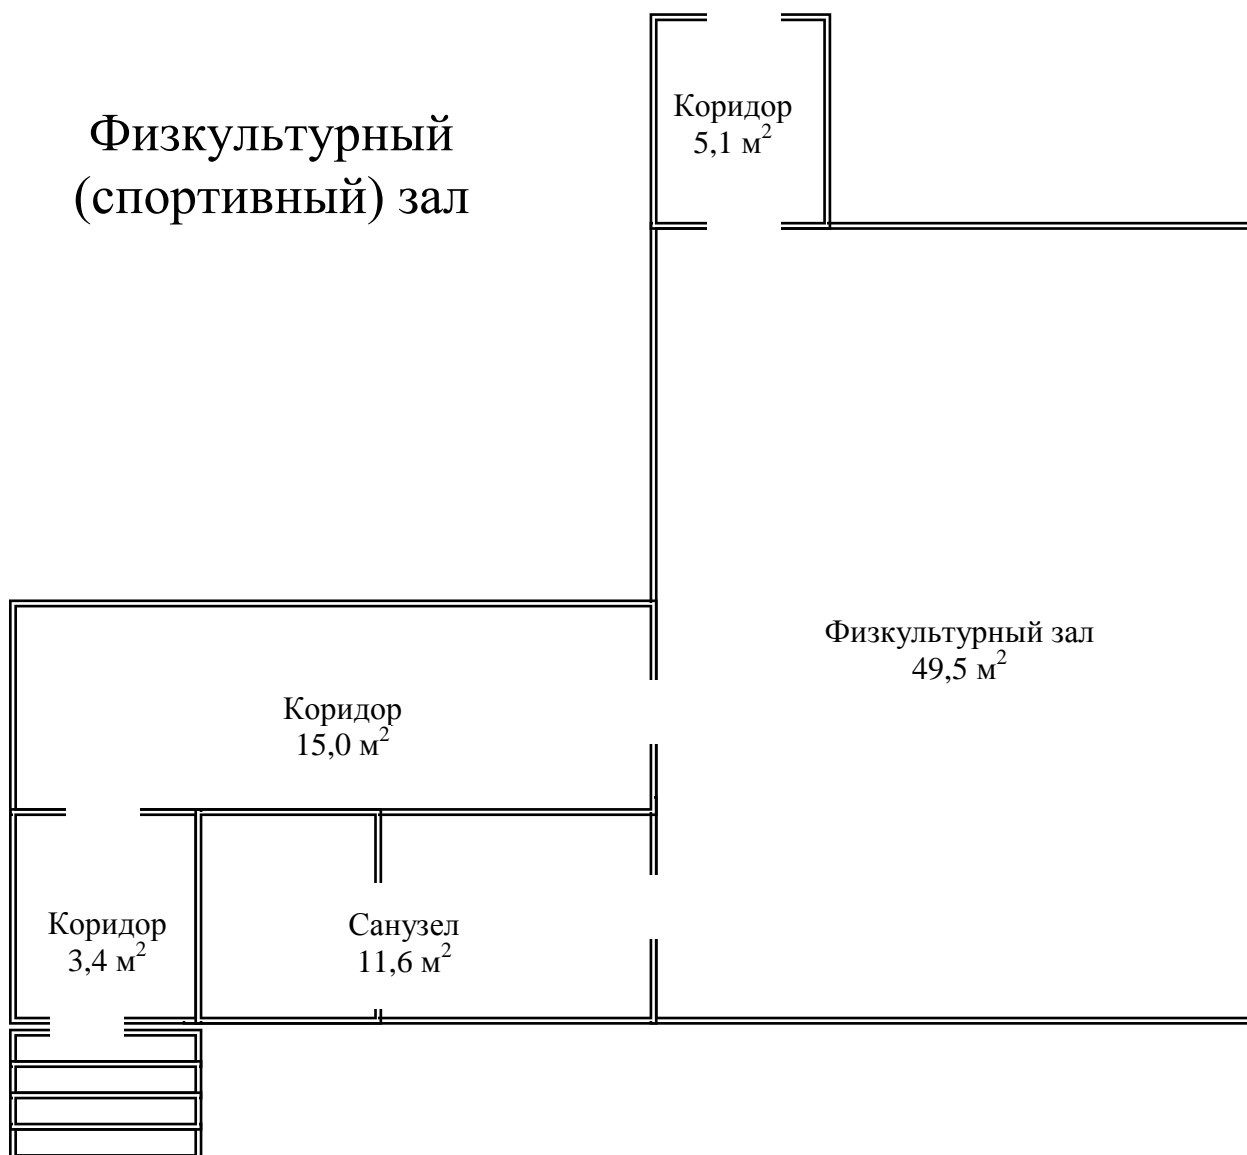 Физкультурный
(спортивный) зал
Коридор
5,1 м²
Физкультурный зал
49,5 м²
Коридор
15,0 м²
Коридор
3,4 м²
Санузел
11,6 м²